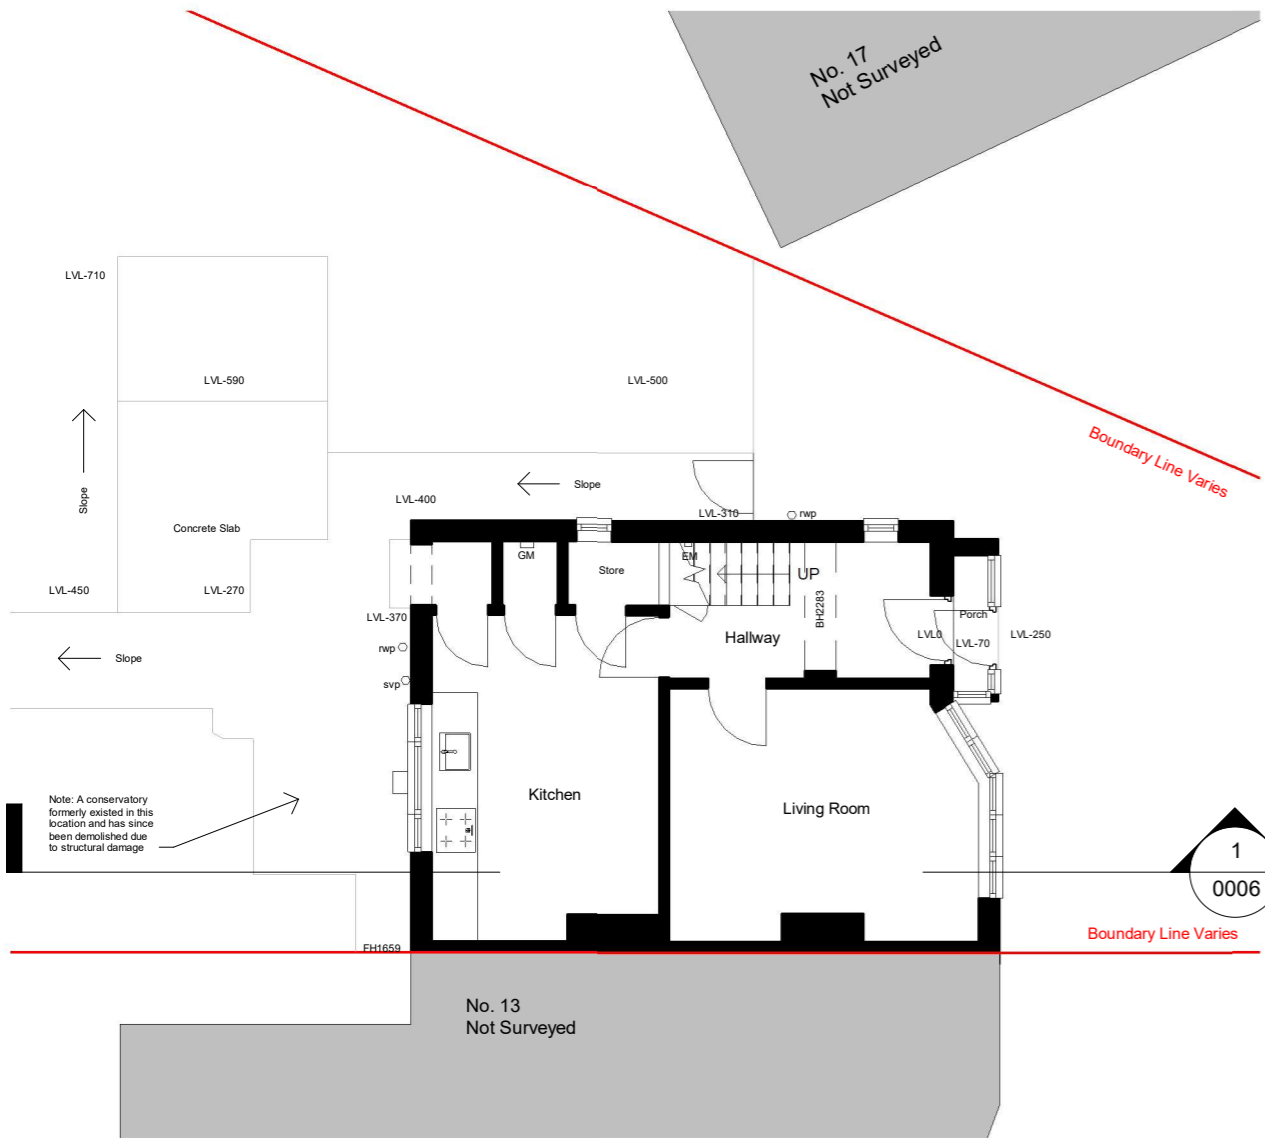 No. 17
Not Surveyed
LVL-710
LVL-590
LVL-500
Boundary Line Varies
Slope
Slope
LVL-400
LVL-310
rwp
Concrete Slab
GM
EM
Store
UP
LVL-450
LVL-270
BH2283
LVL-370
Porch
Hallway
LVL0
LVL-70
LVL-250
rwp
Slope
svp
Kitchen
Note: A conservatory
formerly existed in this
location and has since
been demolished due
to structural damage
Living Room
1
0006
Boundary Line Varies
FH1659
No. 13
Not Surveyed